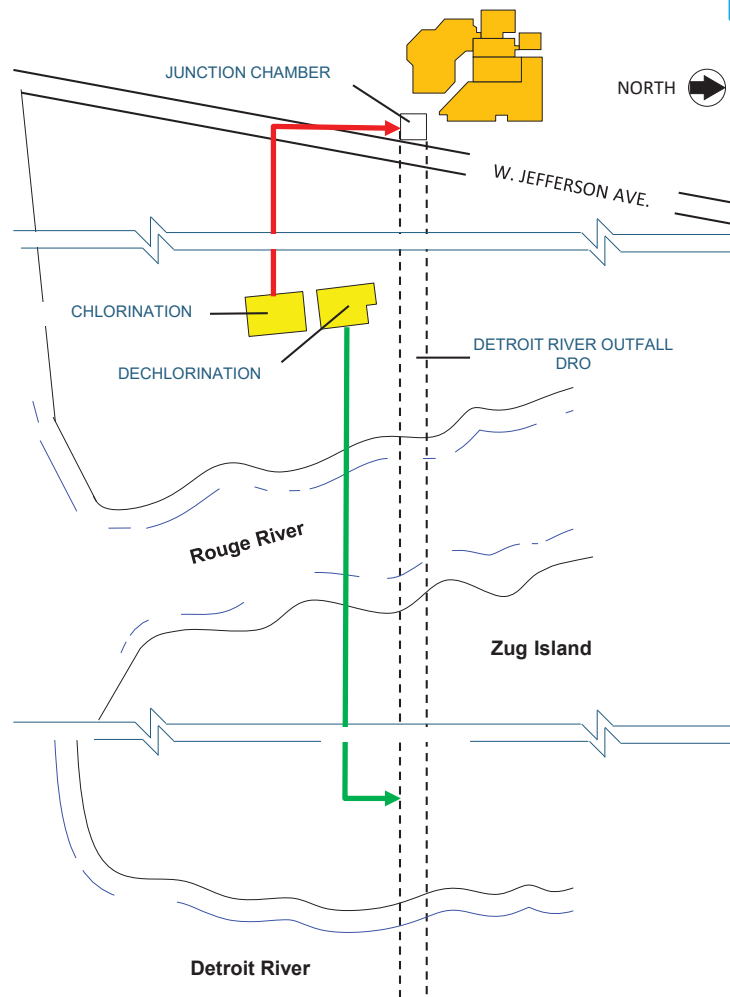 JUNCTION CHAMBER
NORTH
W. JEFFERSON AVE.
CHLORINATION
DECHLORINATION
DETROIT RIVER OUTFALL
DRO
Rouge River
Zug Island
Detroit River